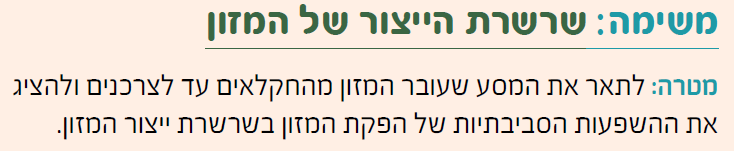 משימה: שרשרת הייצור של המזון
מטרה: לתאר את המסע שעובר המזון מהחקלאים עד לצרכנים ולהציג
את ההשפעות הסביבתיות של הפקת המזון בשרשרת ייצור המזון.